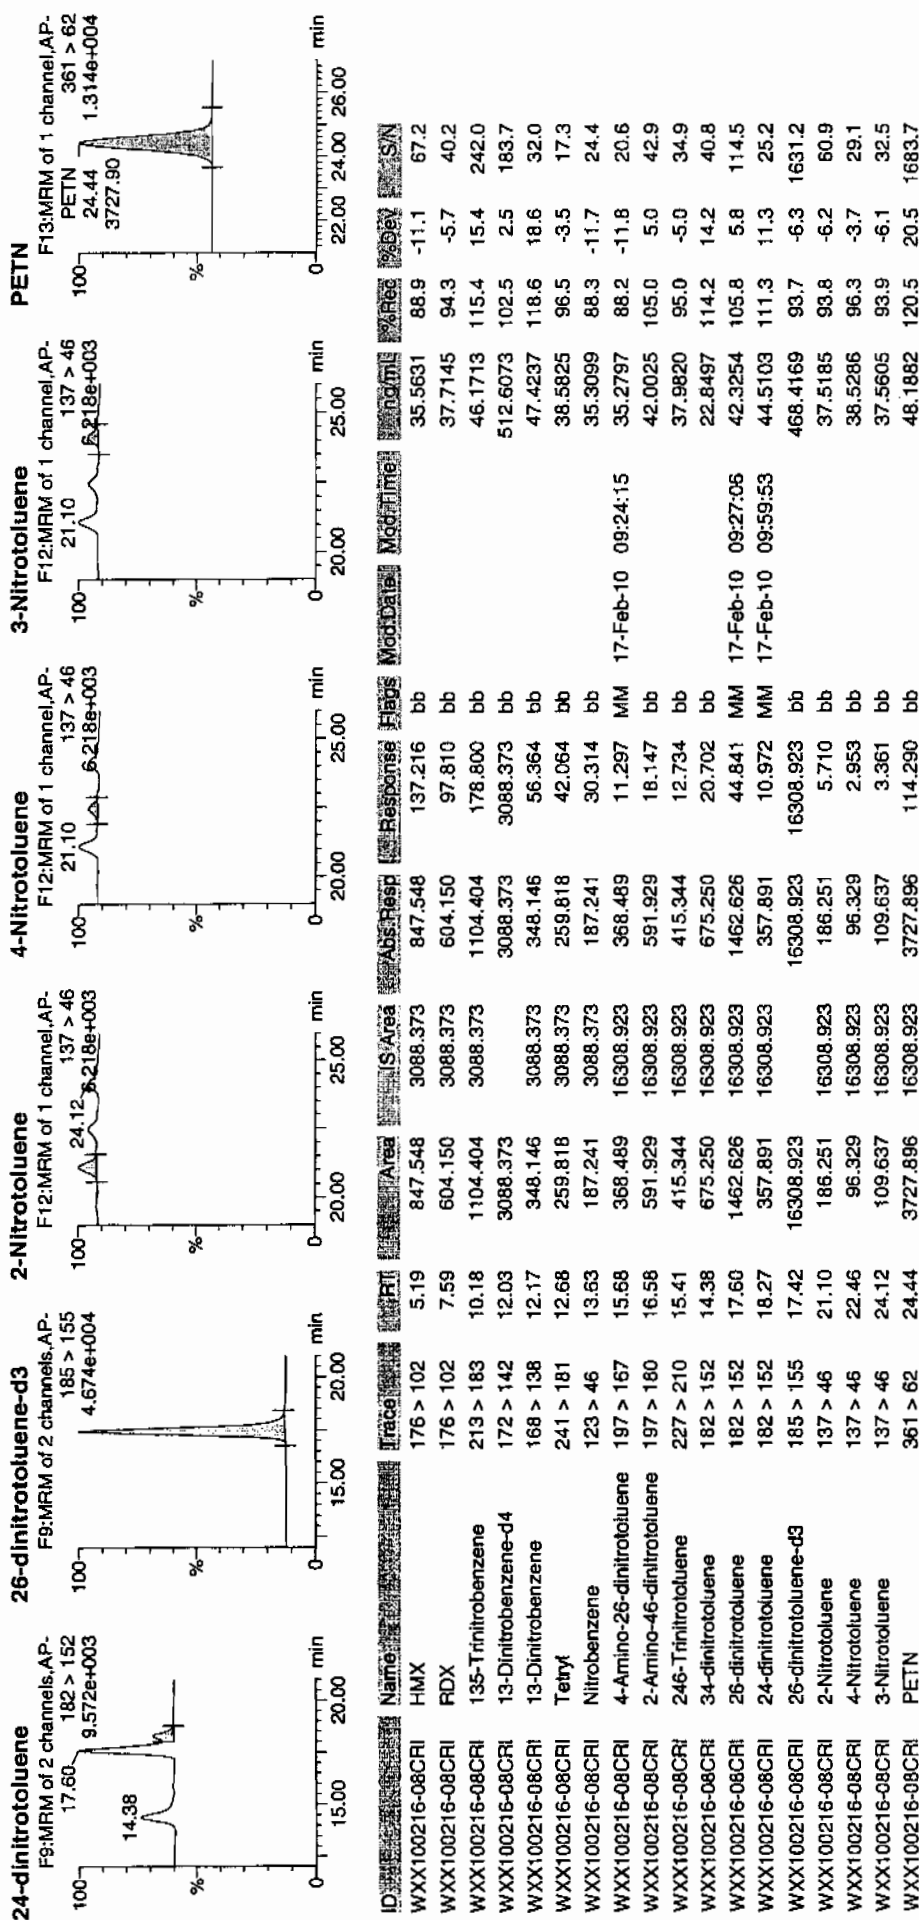 24-dinitrotoluene
F9:MRM of 2 channels,AP-
182 > 152
9.572e+003
17.60
14.38
100
%
0
15.00 20.00 min
26-dinitrotoluene-d3
F9:MRM of 2 channels,AP-
185 > 155
4.674e+004
100
%
0
15.00 20.00 min
2-Nitrotoluene
F12:MRM of 1 channel,AP-
137 > 46
6.218e+003
24.12
100
%
0
20.00 25.00 min
4-Nitrotoluene
F12:MRM of 1 channel,AP-
137 > 46
6.218e+003
21.10
100
%
0
20.00 25.00 min
3-Nitrotoluene
F12:MRM of 1 channel,AP-
137 > 46
6.218e+003
21.10
100
%
0
20.00 25.00 min
PETN
F13:MRM of 1 channel,AP-
PETN 361 > 62
24.44 1.314e+004
3727.90
100
%
0
22.00 24.00 26.00 min
ID Name Trace RT Area IS Area Abs.Resp Response Flags Mod.Date Mod.Time ng/mL %Rec %Dev S/N
WXX100216-08CRI HMX 176 > 102 5.19 847.548 3088.373 847.548 137.216 bb 35.5631 88.9 -11.1 67.2
WXX100216-08CRI RDX 176 > 102 7.59 604.150 3088.373 604.150 97.810 bb 37.7145 94.3 -5.7 40.2
WXX100216-08CRI 135-Trinitrobenzene 213 > 183 10.18 1104.404 3088.373 1104.404 178.800 bb 46.1713 115.4 15.4 242.0
WXX100216-08CRI 13-Dinitrobenzene-d4 172 > 142 12.03 3088.373 3088.373 3088.373 bb 512.6073 102.5 2.5 183.7
WXX100216-08CRI 13-Dinitrobenzene 168 > 138 12.17 348.146 3088.373 348.146 56.364 bb 47.4237 118.6 18.6 32.0
WXX100216-08CRI Tetryl 241 > 181 12.68 259.818 3088.373 259.818 42.064 bb 38.5825 96.5 -3.5 17.3
WXX100216-08CRI Nitrobenzene 123 > 46 13.63 187.241 3088.373 187.241 30.314 bb 35.3099 88.3 -11.7 24.4
WXX100216-08CRI 4-Amino-26-dinitrotoluene 197 > 167 15.68 368.489 16308.923 368.489 11.297 MM 17-Feb-10 09:24:15 35.2797 88.2 -11.8 20.6
WXX100216-08CRI 2-Amino-46-dinitrotoluene 197 > 180 16.58 591.929 16308.923 591.929 18.147 bb 42.0025 105.0 5.0 42.9
WXX100216-08CRI 246-Trinitrotoluene 227 > 210 15.41 415.344 16308.923 415.344 12.734 bb 37.9820 95.0 -5.0 34.9
WXX100216-08CRI 34-dinitrotoluene 182 > 152 14.38 675.250 16308.923 675.250 20.702 bb 22.8497 114.2 14.2 40.8
WXX100216-08CRI 26-dinitrotoluene 182 > 152 17.60 1462.626 16308.923 1462.626 44.841 MM 17-Feb-10 09:27:06 42.3254 105.8 5.8 114.5
WXX100216-08CRI 24-dinitrotoluene 182 > 152 18.27 357.891 16308.923 357.891 10.972 MM 17-Feb-10 09:59:53 44.5103 111.3 11.3 25.2
WXX100216-08CRI 26-dinitrotoluene-d3 185 > 155 17.42 16308.923 16308.923 16308.923 bb 468.4169 93.7 -6.3 1631.2
WXX100216-08CRI 2-Nitrotoluene 137 > 46 21.10 186.251 16308.923 186.251 5.710 bb 37.5185 93.8 -6.2 60.9
WXX100216-08CRI 4-Nitrotoluene 137 > 46 22.46 96.329 16308.923 96.329 2.953 bb 38.5286 96.3 -3.7 29.1
WXX100216-08CRI 3-Nitrotoluene 137 > 46 24.12 109.637 16308.923 109.637 3.361 bb 37.5605 93.9 -6.1 32.5
WXX100216-08CRI PETN 361 > 62 24.44 3727.896 16308.923 3727.896 114.290 bb 48.1882 120.5 20.5 1683.7